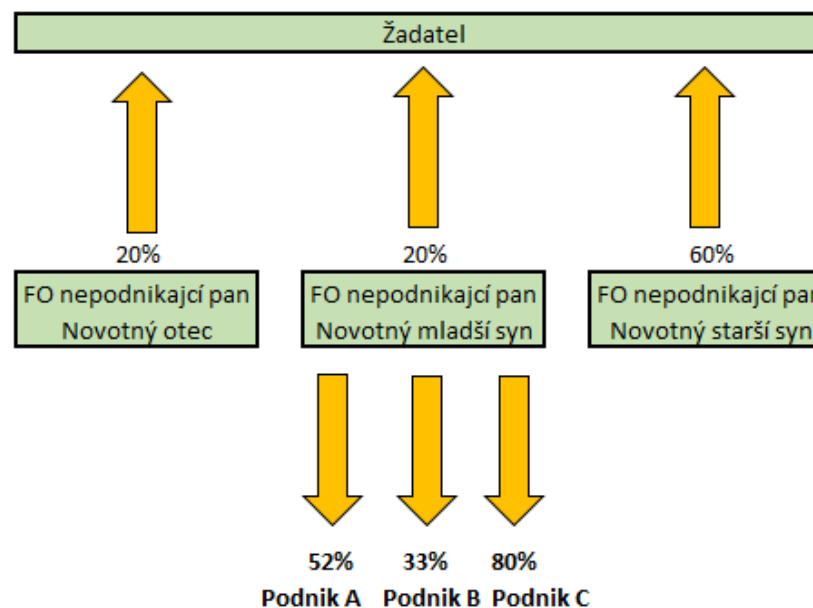 Žadatel
20%
20%
60%
FO nepodnikajcí pan
Novotný otec
FO nepodnikajcí pan
Novotný mladší syn
FO nepodnikajcí pan
Novotný starší syn
52%
33%
80%
Podnik A
Podnik B
Podnik C